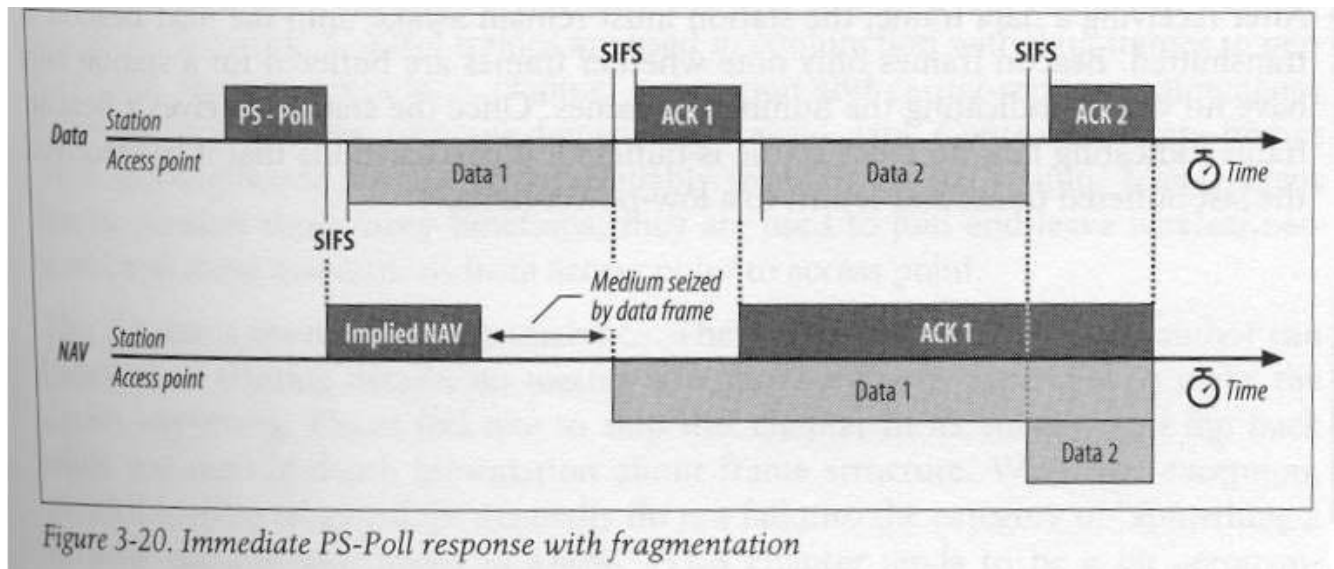 SIFS
SIFS
PS - Poll
ACK 1
ACK 2
Data
Station
Access point
Data 1
Data 2
Time
SIFS
Medium seized
by data frame
Implied NAV
ACK 1
NAV
Station
Access point
Data 1
Time
Data 2
Figure 3-20. Immediate PS-Poll response with fragmentation